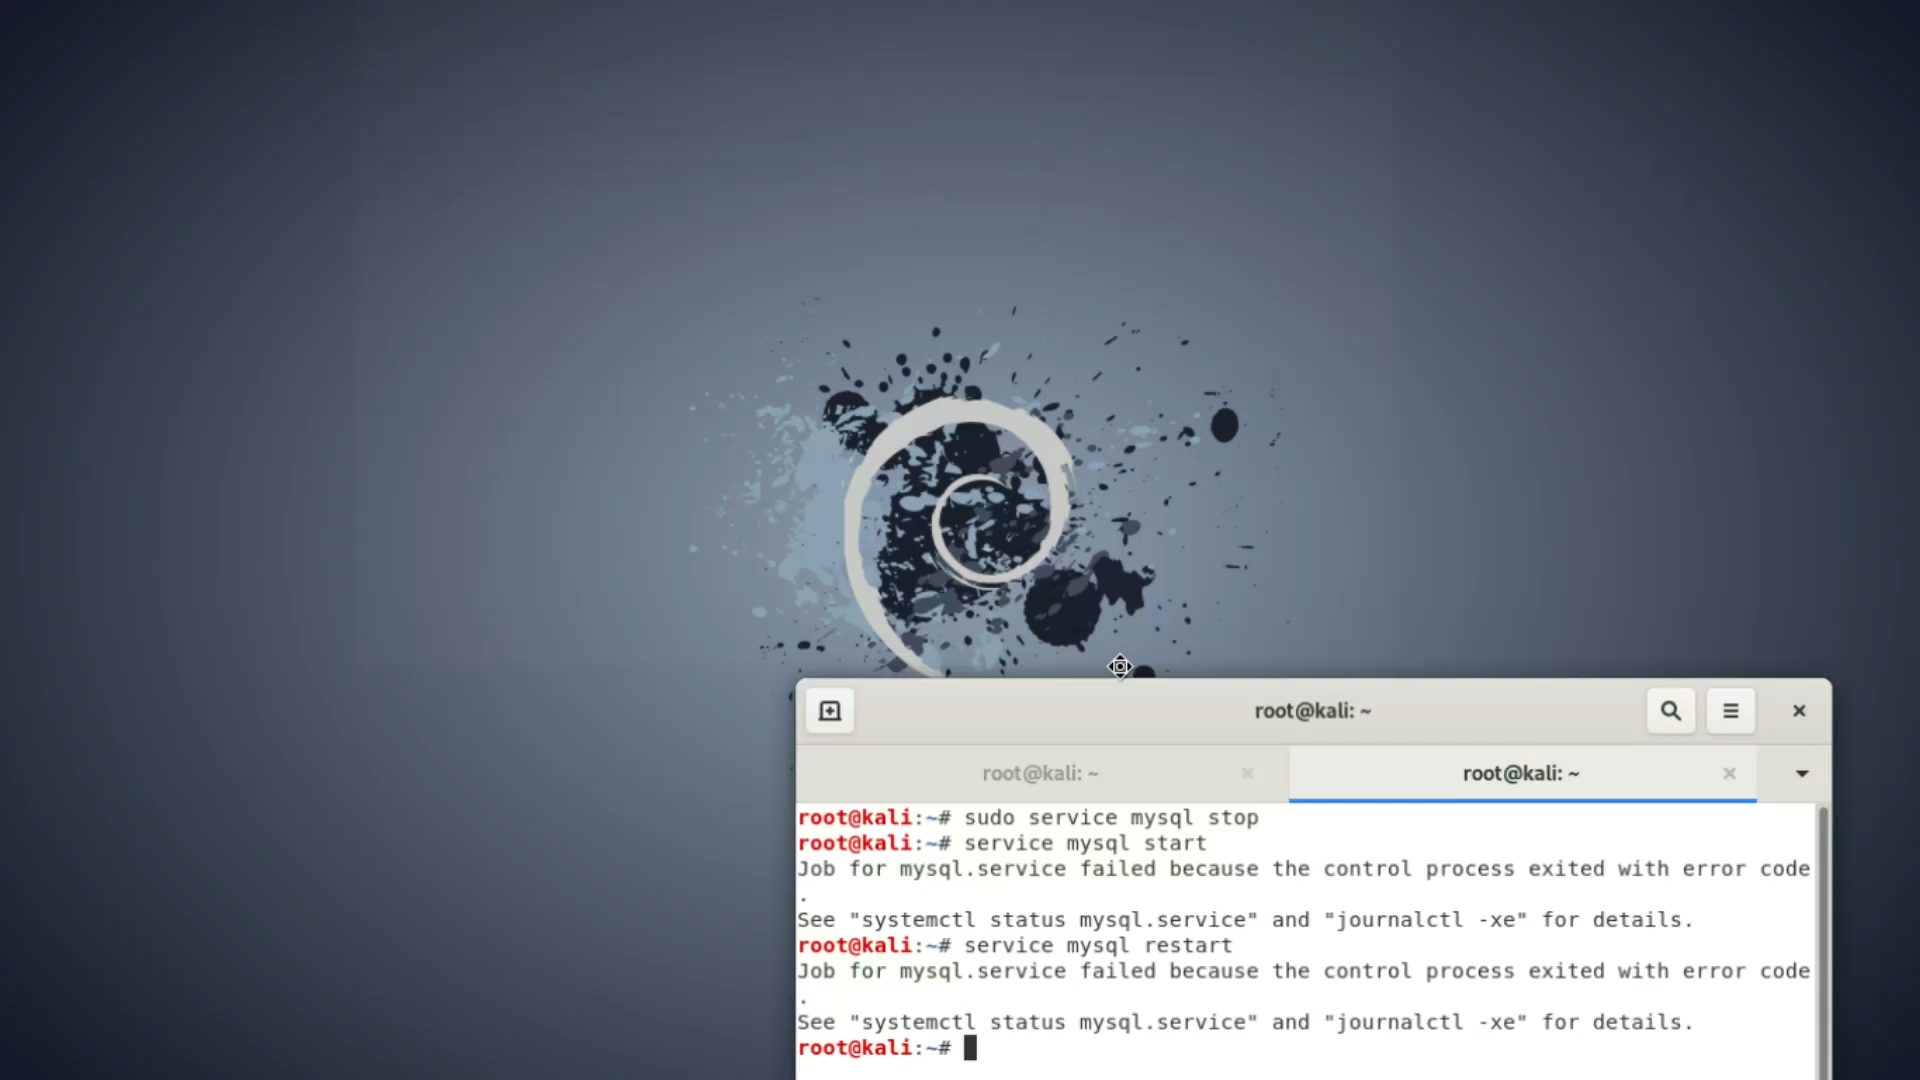 root@kali: ~
root@kali: ~
root@kali: ~
root@kali:~# sudo service mysql stop
root@kali:~# service mysql start
Job for mysql.service failed because the control process exited with error code
.
See "systemctl status mysql.service" and "journalctl -xe" for details.
root@kali:~# service mysql restart
Job for mysql.service failed because the control process exited with error code
.
See "systemctl status mysql.service" and "journalctl -xe" for details.
root@kali:~#